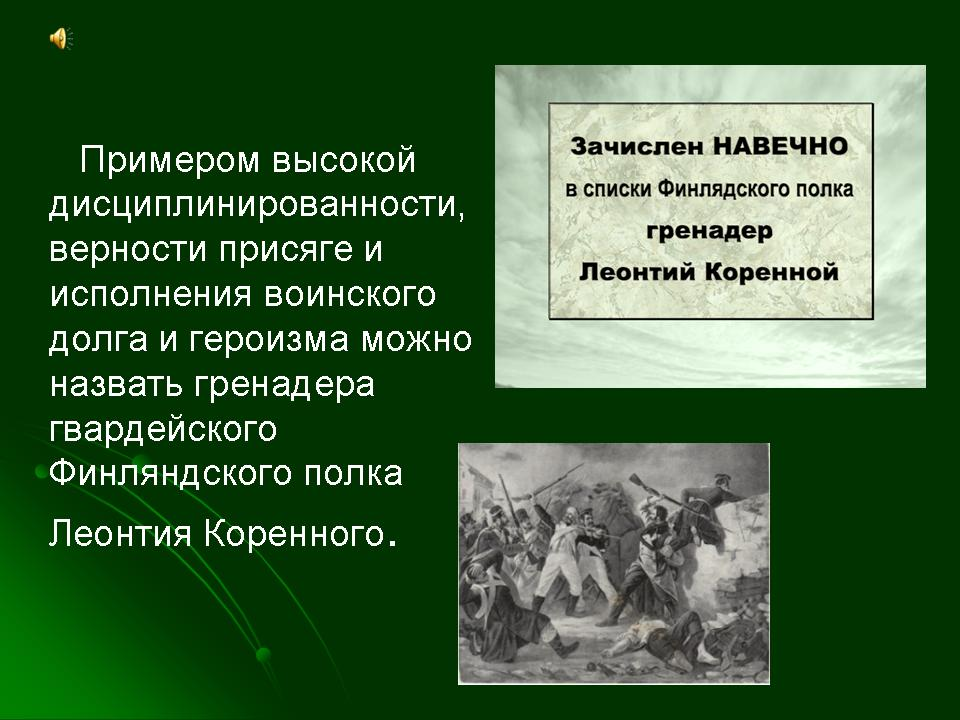 Примером высокой
дисциплинированности,
верности присяге и
исполнения воинского
долга и героизма можно
назвать гренадера
гвардейского
Финляндского полка
Леонтия Коренного.
Зачислен НАВЕЧНО
в списки Финлядского полка
гренадер
Леонтий Коренной